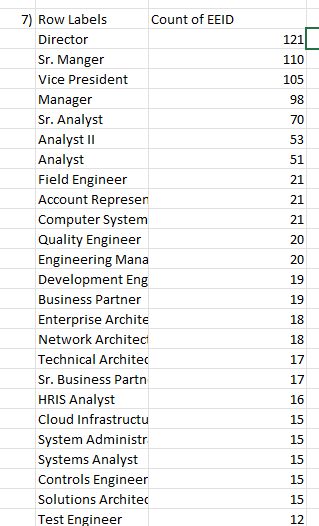 7) Row Labels Count of EEID
Director 121
Sr. Manger 110
Vice President 105
Manager 98
Sr. Analyst 70
Analyst II 53
Analyst 51
Field Engineer 21
Account Represen 21
Computer System 21
Quality Engineer 20
Engineering Mana 20
Development Eng 19
Business Partner 19
Enterprise Archite 18
Network Architect 18
Technical Architec 17
Sr. Business Partn 17
HRIS Analyst 16
Cloud Infrastructu 15
System Administr 15
Systems Analyst 15
Controls Engineer 15
Solutions Architec 15
Test Engineer 12